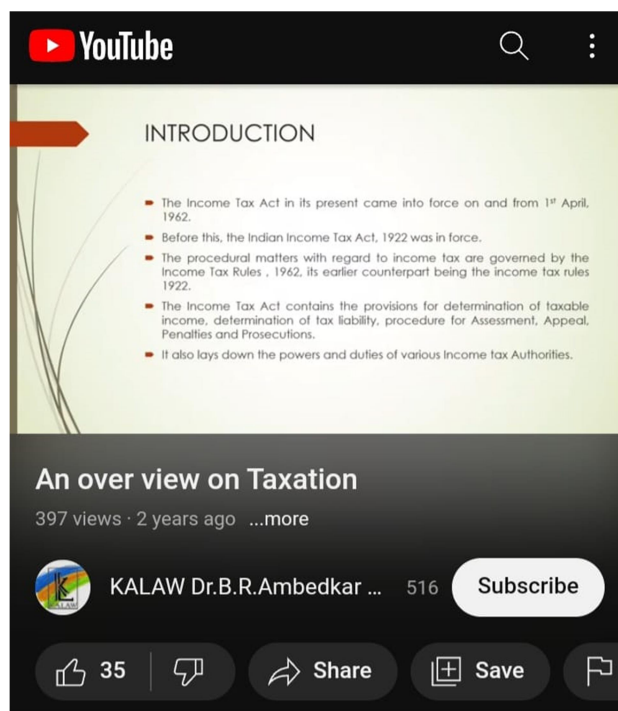 YouTube
INTRODUCTION
The Income Tax Act in its present came into force on and from 1st April,
1962.
Before this, the Indian Income Tax Act, 1922 was in force.
The procedural matters with regard to income tax are governed by the
Income Tax Rules , 1962, its earlier counterpart being the income tax rules
1922.
The Income Tax Act contains the provisions for determination of taxable
income, determination of tax liability, procedure for Assessment, Appeal,
Penalties and Prosecutions.
It also lays down the powers and duties of various Income tax Authorities.
An over view on Taxation
397 views · 2 years ago ...more
KALAW Dr.B.R.Ambedkar ... 516 Subscribe
35 Share Save